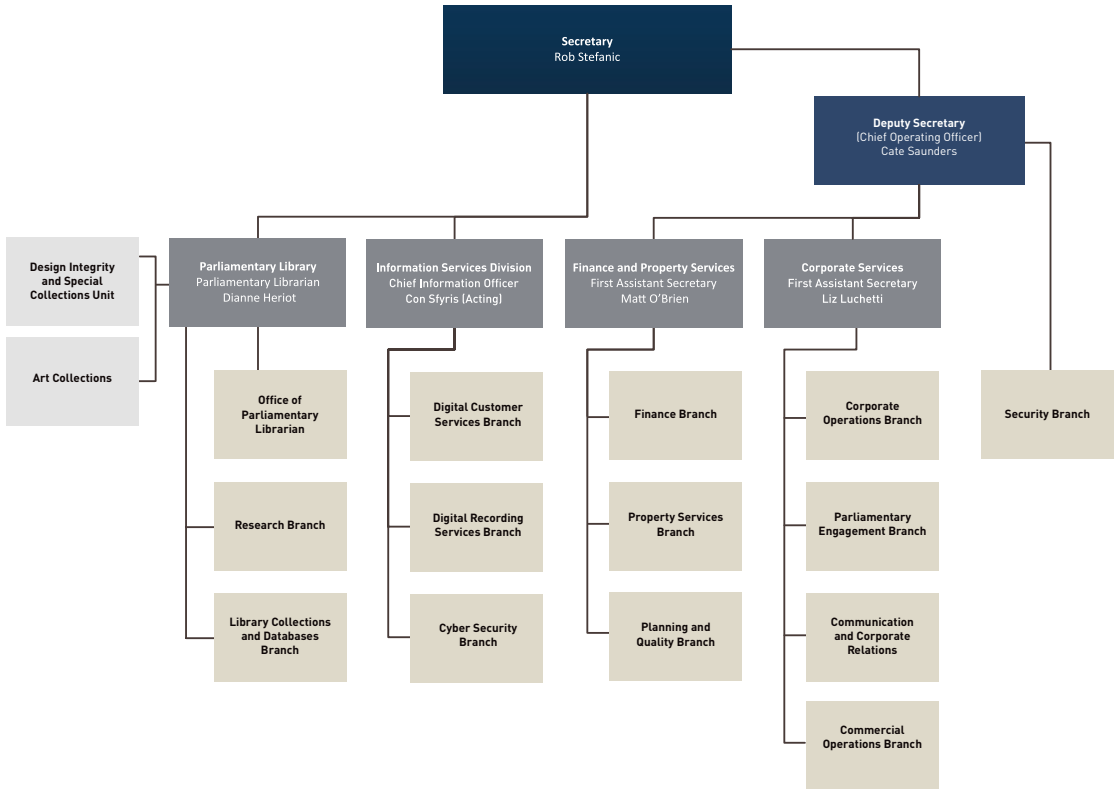 Secretary
Rob Stefanic
Deputy Secretary
(Chief Operating Officer)
Cate Saunders
Design Integrity
and Special
Collections Unit
Art Collections
Parliamentary Library
Parliamentary Librarian
Dianne Heriot
Information Services Division
Chief Information Officer
Con Sfyris (Acting)
Finance and Property Services
First Assistant Secretary
Matt O'Brien
Corporate Services
First Assistant Secretary
Liz Luchetti
Office of
Parliamentary
Librarian
Research Branch
Library Collections
and Databases
Branch
Digital Customer
Services Branch
Digital Recording
Services Branch
Cyber Security
Branch
Finance Branch
Property Services
Branch
Planning and
Quality Branch
Corporate
Operations Branch
Parliamentary
Engagement Branch
Communication
and Corporate
Relations
Commercial
Operations Branch
Security Branch